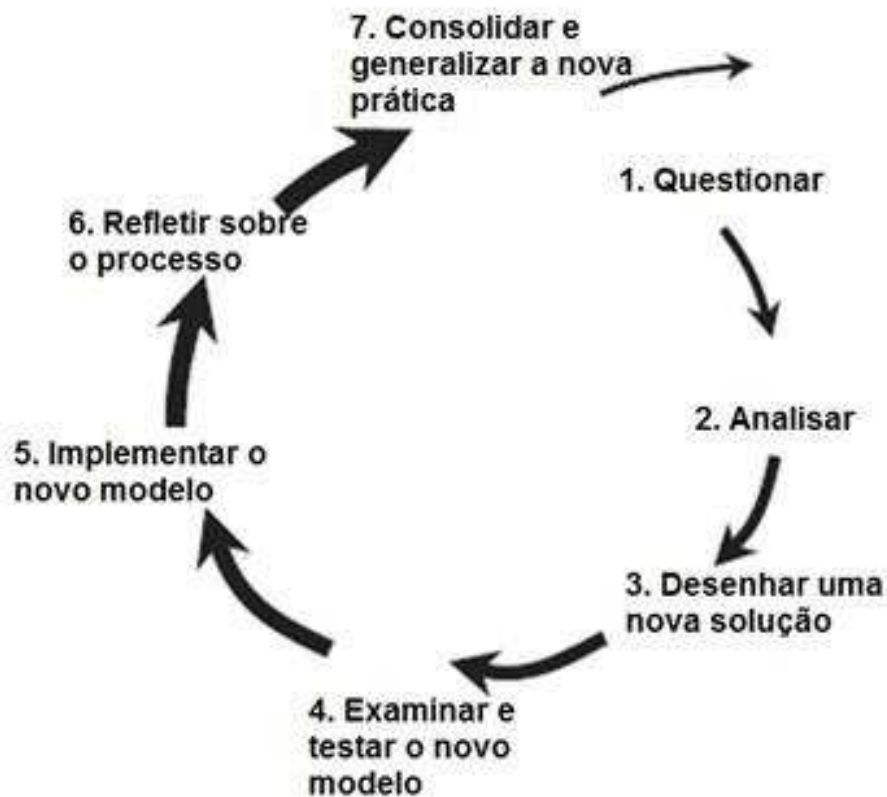 1. Questionar
2. Analisar
3. Desenhar uma
nova solução
4. Examinar e
testar o novo
modelo
5. Implementar o
novo modelo
6. Refletir sobre
o processo
7. Consolidar e
generalizar a nova
prática